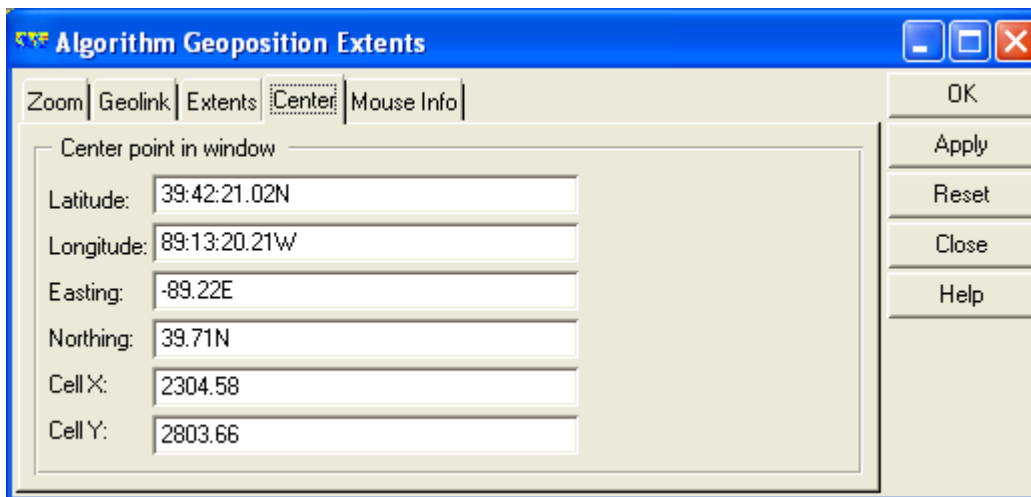 Algorithm Geoposition Extents
Zoom Geolink Extents Center Mouse Info
Center point in window
Latitude: 39:42:21.02N
Longitude: 89:13:20.21W
Easting: -89.22E
Northing: 39.71N
Cell X: 2304.58
Cell Y: 2803.66
OK
Apply
Reset
Close
Help